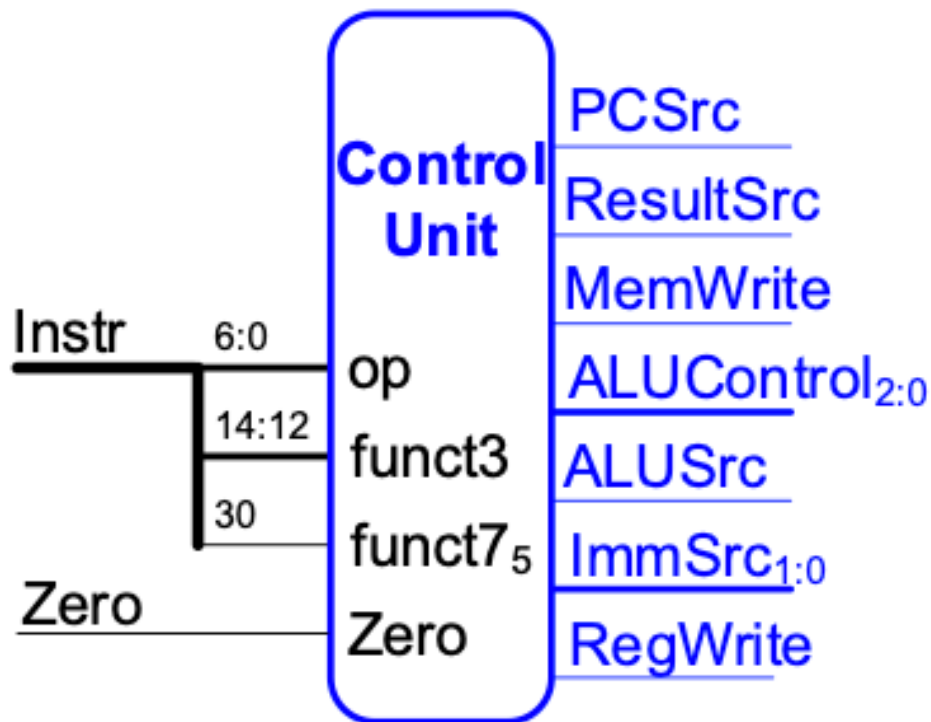 Control
Unit
Instr
6:0
14:12
30
Zero
op
funct3
funct7₅
Zero
PCSrc
ResultSrc
MemWrite
ALUControl₂:₀
ALUSrc
ImmSrc₁:₀
RegWrite